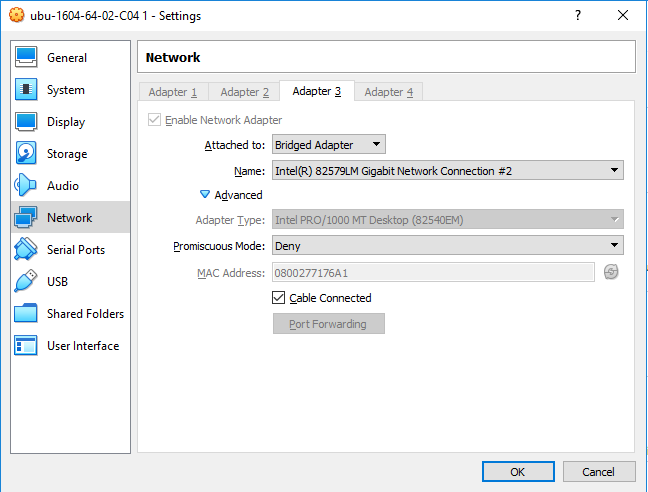 ubu-1604-64-02-C04 1 - Settings
?
General
System
Display
Storage
Audio
Network
Serial Ports
USB
Shared Folders
User Interface
Network
Adapter 1 Adapter 2 Adapter 3 Adapter 4
Enable Network Adapter
Attached to: Bridged Adapter
Name: Intel(R) 82579LM Gigabit Network Connection #2
Advanced
Adapter Type: Intel PRO/1000 MT Desktop (82540EM)
Promiscuous Mode: Deny
MAC Address: 0800277176A1
Cable Connected
Port Forwarding
OK Cancel